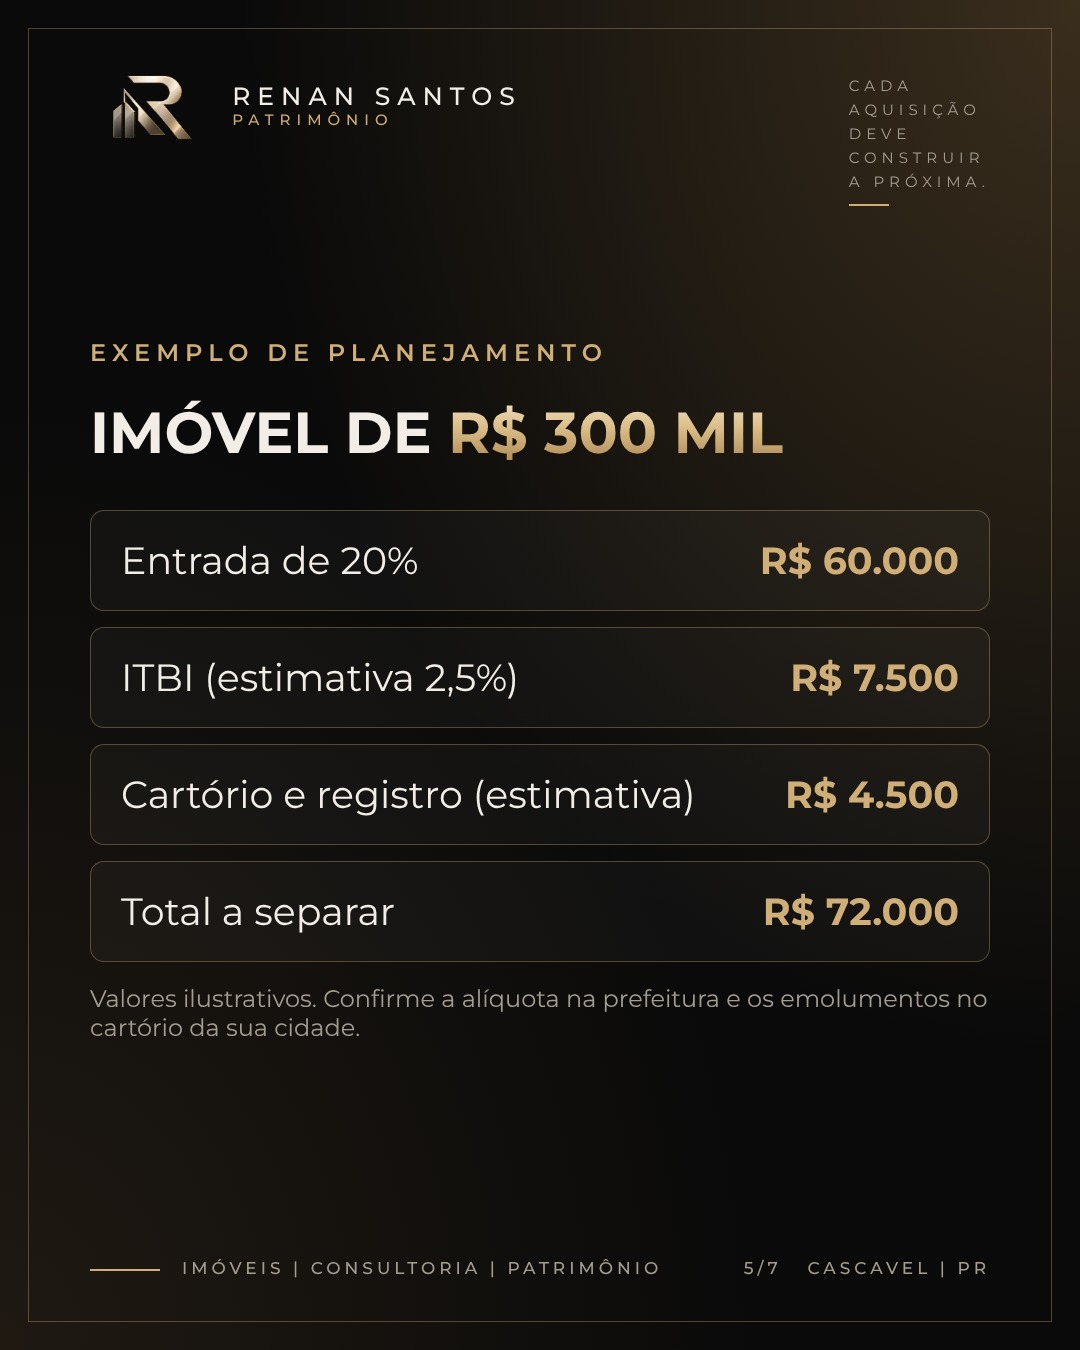 RENAN SANTOS
PATRIMÔNIO
CADA
AQUISIÇÃO
DEVE
CONSTRUIR
A PRÓXIMA.
EXEMPLO DE PLANEJAMENTO
IMÓVEL DE R$ 300 MIL
Entrada de 20% R$ 60.000
ITBI (estimativa 2,5%) R$ 7.500
Cartório e registro (estimativa) R$ 4.500
Total a separar R$ 72.000
Valores ilustrativos. Confirme a alíquota na prefeitura e os emolumentos no
cartório da sua cidade.
IMÓVEIS | CONSULTORIA | PATRIMÔNIO 5/7 CASCAVEL | PR